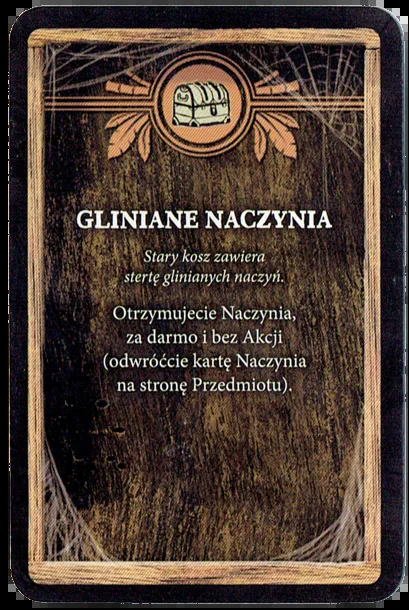 GLINIANE NACZYNIA
Stary kosz zawiera
stertę glinianych naczyń.
Otrzymujecie Naczynia,
za darmo i bez Akcji
(odwróćcie kartę Naczynia
na stronę Przedmiotu).